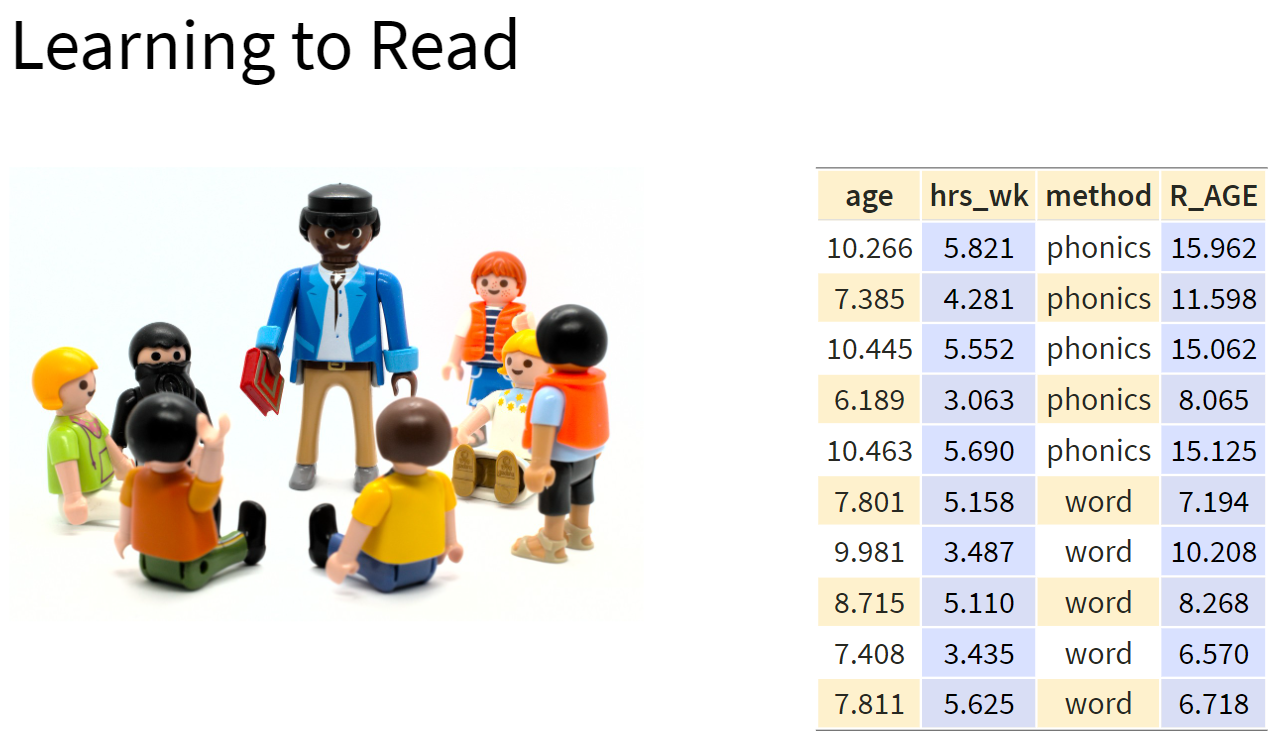 Learning to Read
age hrs_wk method R_AGE
10.266 5.821 phonics 15.962
7.385 4.281 phonics 11.598
10.445 5.552 phonics 15.062
6.189 3.063 phonics 8.065
10.463 5.690 phonics 15.125
7.801 5.158 word 7.194
9.981 3.487 word 10.208
8.715 5.110 word 8.268
7.408 3.435 word 6.570
7.811 5.625 word 6.718